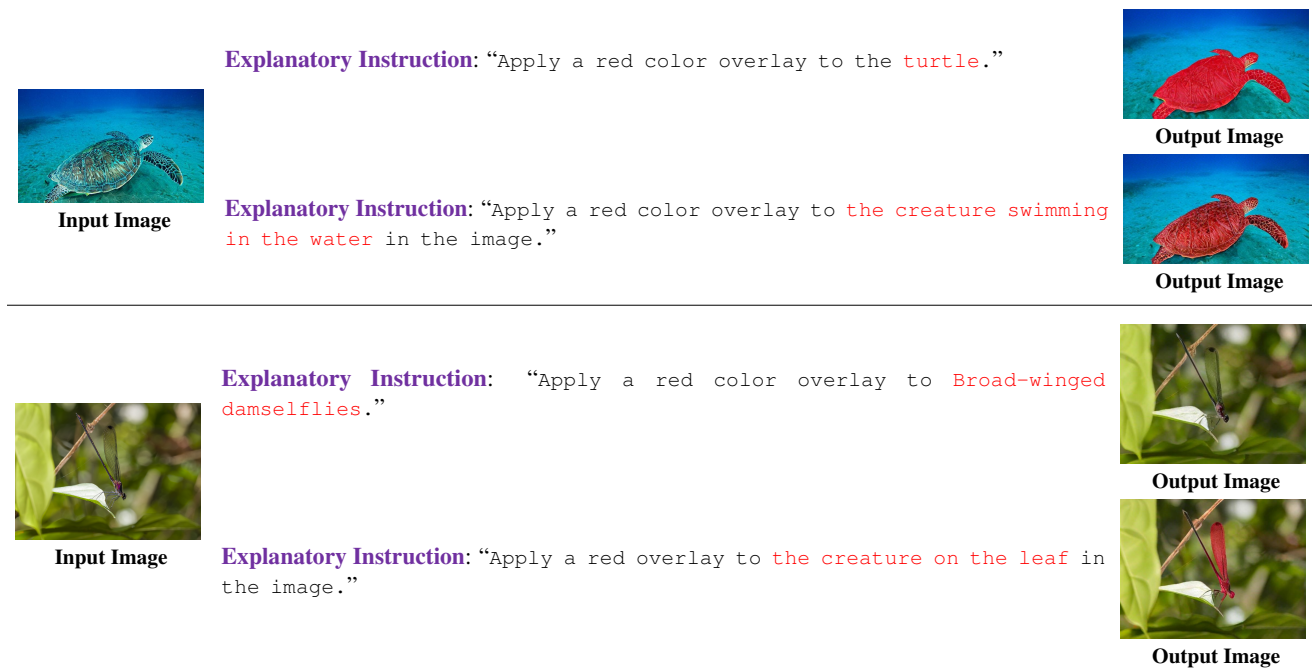 Explanatory Instruction: “Apply a red color overlay to the turtle.”
Output Image
Input Image
Explanatory Instruction: “Apply a red color overlay to the creature swimming
in the water in the image.”
Output Image
Explanatory Instruction: “Apply a red color overlay to Broad-winged
damselflies.”
Output Image
Input Image
Explanatory Instruction: “Apply a red overlay to the creature on the leaf in
the image.”
Output Image